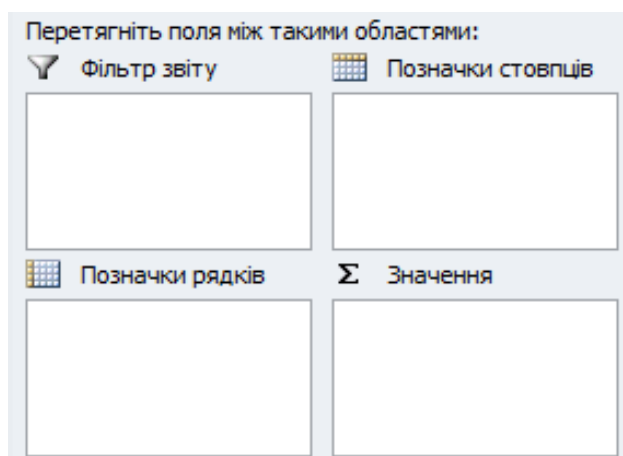 Перетягніть поля між такими областями:
Фільтр звіту
Позначки стовпців
Позначки рядків
Σ Значення